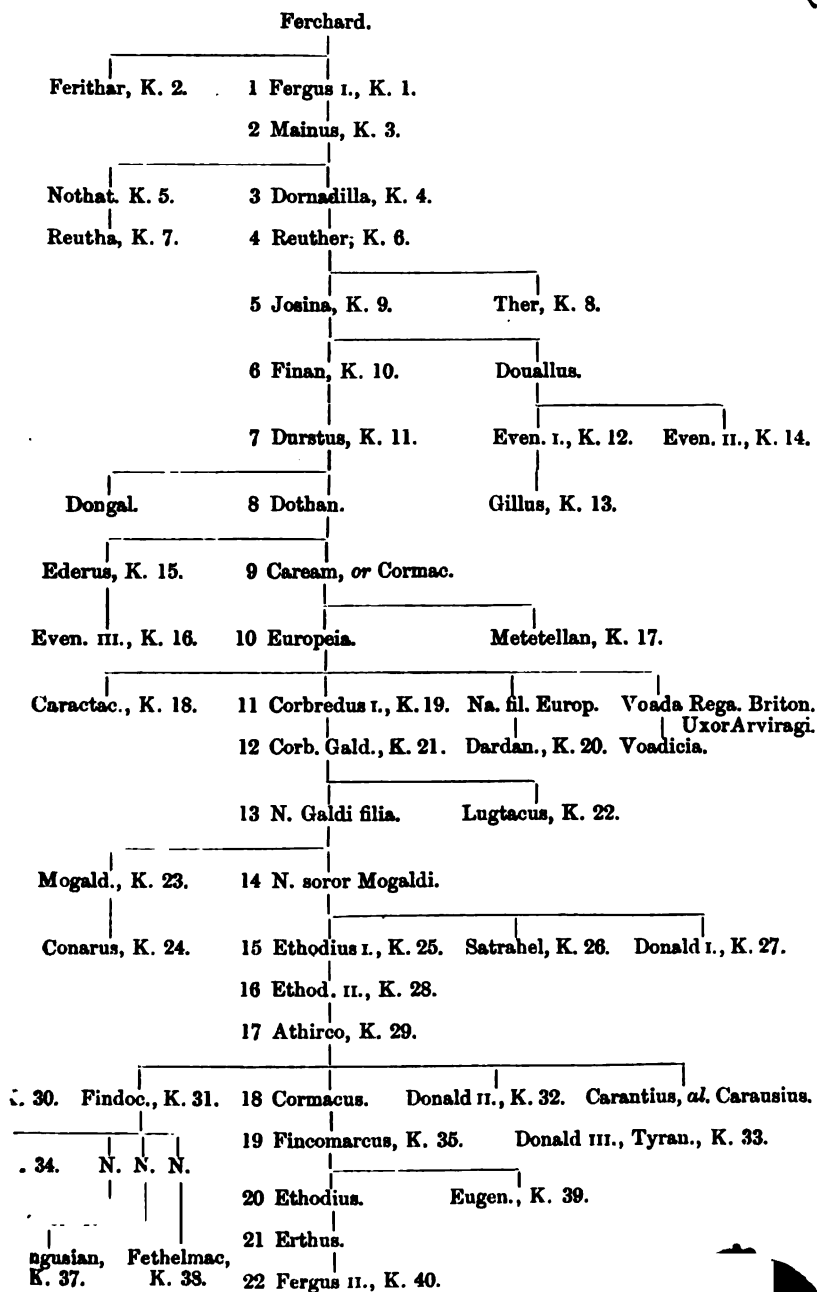 Ferchard.
Ferithar, K. 2. 1 Fergus I., K. 1.
2 Mainus, K. 3.
Nothat. K. 5. 3 Dornadilla, K. 4.
Reutha, K. 7. 4 Reuther; K. 6.
5 Josina, K. 9. Ther, K. 8.
6 Finan, K. 10. Douallus.
7 Durstus, K. 11. Even. I., K. 12. Even. II., K. 14.
Dongal. 8 Dothan. Gillus, K. 13.
Ederus, K. 15. 9 Caream, or Cormac.
Even. III., K. 16. 10 Europeia. Metetellan, K. 17.
Caractac., K. 18. 11 Corbredus I., K. 19. Na. fil. Europ. Voada Rega. Briton.
Uxor Arviragi.
12 Corb. Gald., K. 21. Dardan., K. 20. Voadicia.
13 N. Galdi filia. Lugtacus, K. 22.
Mogald., K. 23. 14 N. soror Mogaldi.
Conarus, K. 24. 15 Ethodius I., K. 25. Satrahel, K. 26. Donald I., K. 27.
16 Ethod. II., K. 28.
17 Athirco, K. 29.
30. Findoc., K. 31. 18 Cormacus. Donald II., K. 32. Carantius, al. Carausius.
19 Fincomarcus, K. 35. Donald III., Tyran., K. 33.
. 34. N. N. N.
20 Ethodius. Eugen., K. 39.
21 Erthus.
ngusian, Fethelmac,
K. 37. K. 38. 22 Fergus II., K. 40.